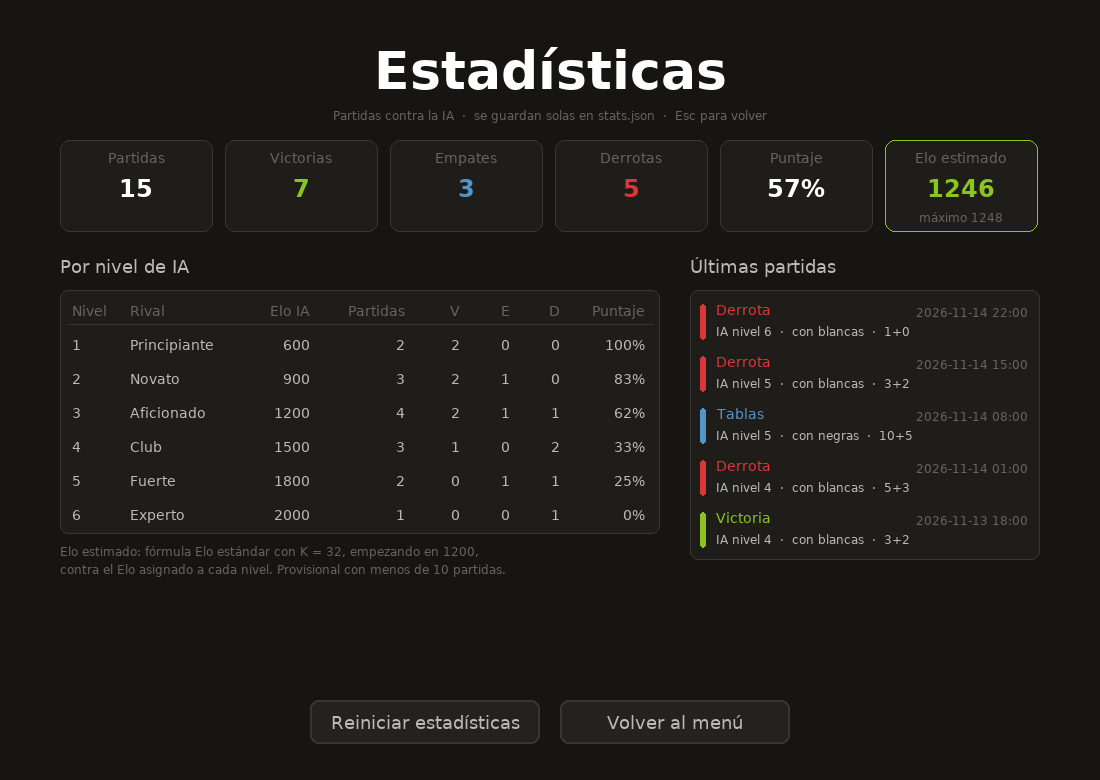 Estadísticas
Partidas contra la IA · se guardan solas en stats.json · Esc para volver
Partidas Victorias Empates Derrotas Puntaje Elo estimado
15 7 3 5 57% 1246
máximo 1248
Por nivel de IA
Nivel Rival Elo IA Partidas V E D Puntaje
1 Principiante 600 2 2 0 0 100%
2 Novato 900 3 2 1 0 83%
3 Aficionado 1200 4 2 1 1 62%
4 Club 1500 3 1 0 2 33%
5 Fuerte 1800 2 0 1 1 25%
6 Experto 2000 1 0 0 1 0%
Elo estimado: fórmula Elo estándar con K = 32, empezando en 1200,
contra el Elo asignado a cada nivel. Provisional con menos de 10 partidas.
Últimas partidas
Derrota 2026-11-14 22:00
IA nivel 6 · con blancas · 1+0
Derrota 2026-11-14 15:00
IA nivel 5 · con blancas · 3+2
Tablas 2026-11-14 08:00
IA nivel 5 · con negras · 10+5
Derrota 2026-11-14 01:00
IA nivel 4 · con blancas · 5+3
Victoria 2026-11-13 18:00
IA nivel 4 · con blancas · 3+2
Reiniciar estadísticas Volver al menú